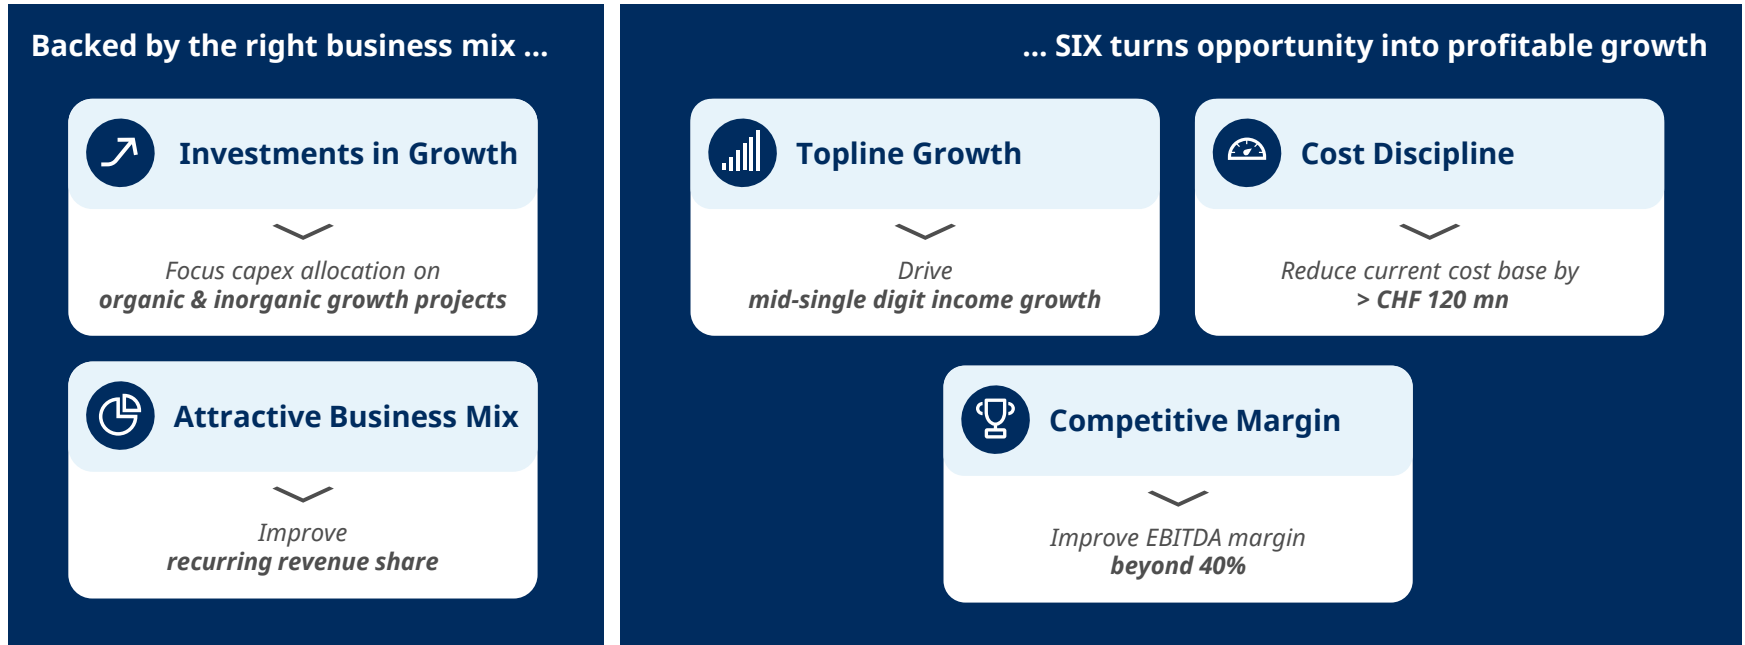 Backed by the right business mix ...
Investments in Growth
Focus capex allocation on
organic & inorganic growth projects
Attractive Business Mix
Improve
recurring revenue share
... SIX turns opportunity into profitable growth
Topline Growth
Drive
mid-single digit income growth
Cost Discipline
Reduce current cost base by
> CHF 120 mn
Competitive Margin
Improve EBITDA margin
beyond 40%